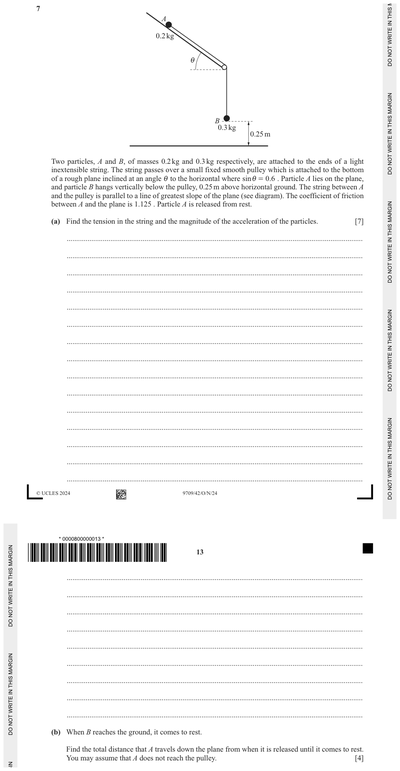 7
A
0.2 kg
θ
B
0.3 kg
0.25 m
Two particles, A and B, of masses 0.2 kg and 0.3 kg respectively, are attached to the ends of a light
inextensible string. The string passes over a small fixed smooth pulley which is attached to the bottom
of a rough plane inclined at an angle θ to the horizontal where sin θ = 0.6 . Particle A lies on the plane,
and particle B hangs vertically below the pulley, 0.25 m above horizontal ground. The string between A
and the pulley is parallel to a line of greatest slope of the plane (see diagram). The coefficient of friction
between A and the plane is 1.125 . Particle A is released from rest.
(a) Find the tension in the string and the magnitude of the acceleration of the particles. [7]
DO NOT WRITE IN THIS MARGIN
DO NOT WRITE IN THIS MARGIN
DO NOT WRITE IN THIS MARGIN
DO NOT WRITE IN THIS MARGIN
DO NOT WRITE IN THIS MARGIN
© UCLES 2024
9709/42/O/N/24
* 0000800000013 *
13
DO NOT WRITE IN THIS MARGIN
DO NOT WRITE IN THIS MARGIN
IN
(b) When B reaches the ground, it comes to rest.
Find the total distance that A travels down the plane from when it is released until it comes to rest.
You may assume that A does not reach the pulley. [4]